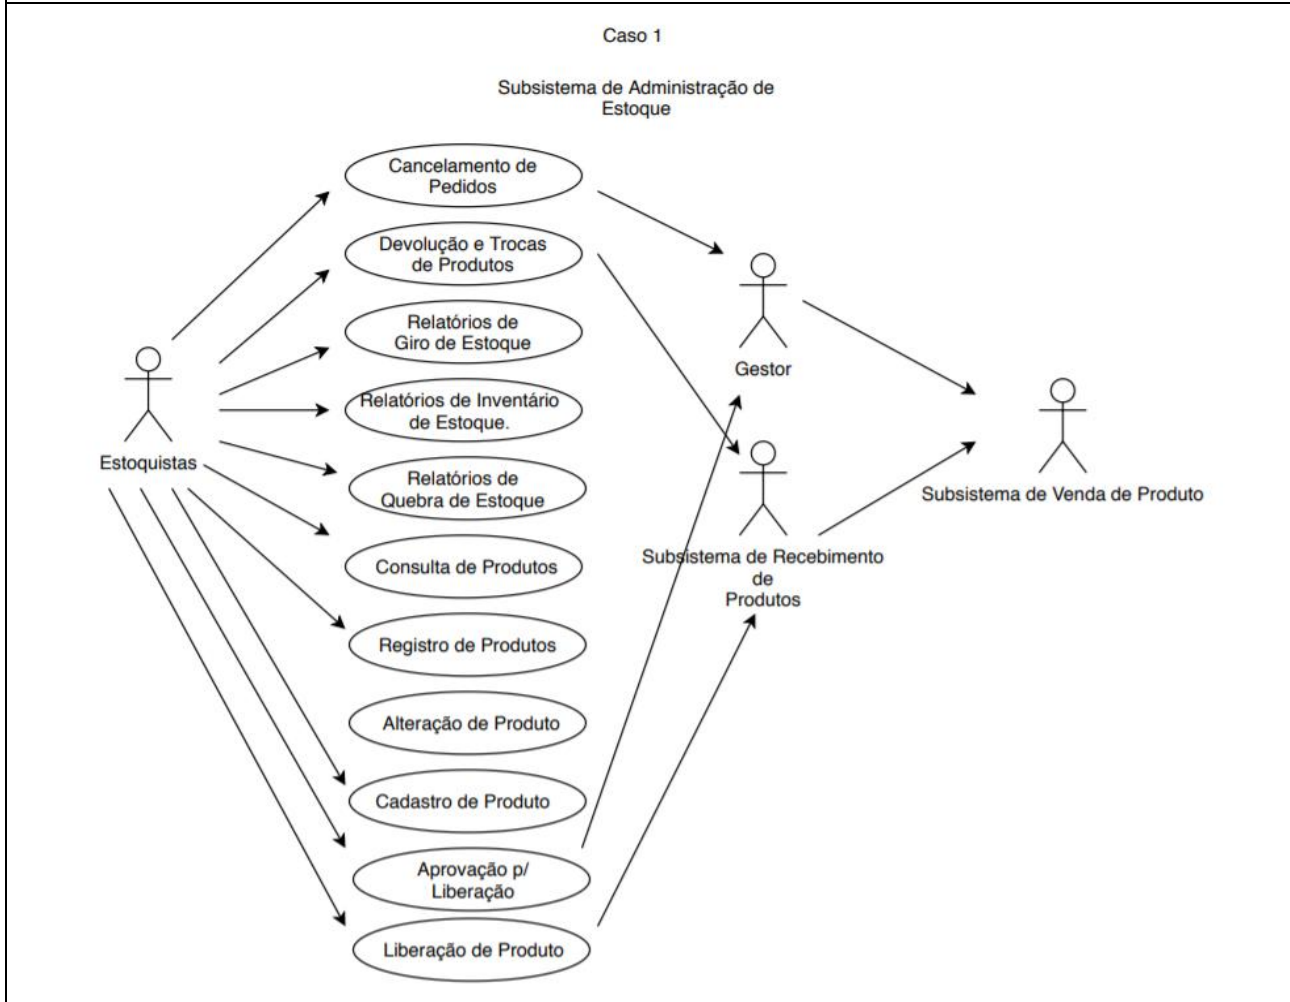 Caso 1
Subsistema de Administração de
Estoque
Cancelamento de
Pedidos
Devolução e Trocas
de Produtos
Relatórios de
Giro de Estoque
Relatórios de Inventário
de Estoque.
Relatórios de
Quebra de Estoque
Consulta de Produtos
Registro de Produtos
Alteração de Produto
Cadastro de Produto
Aprovação p/
Liberação
Liberação de Produto
Estoquistas
Gestor
Subsistema de Recebimento
de
Produtos
Subsistema de Venda de Produto